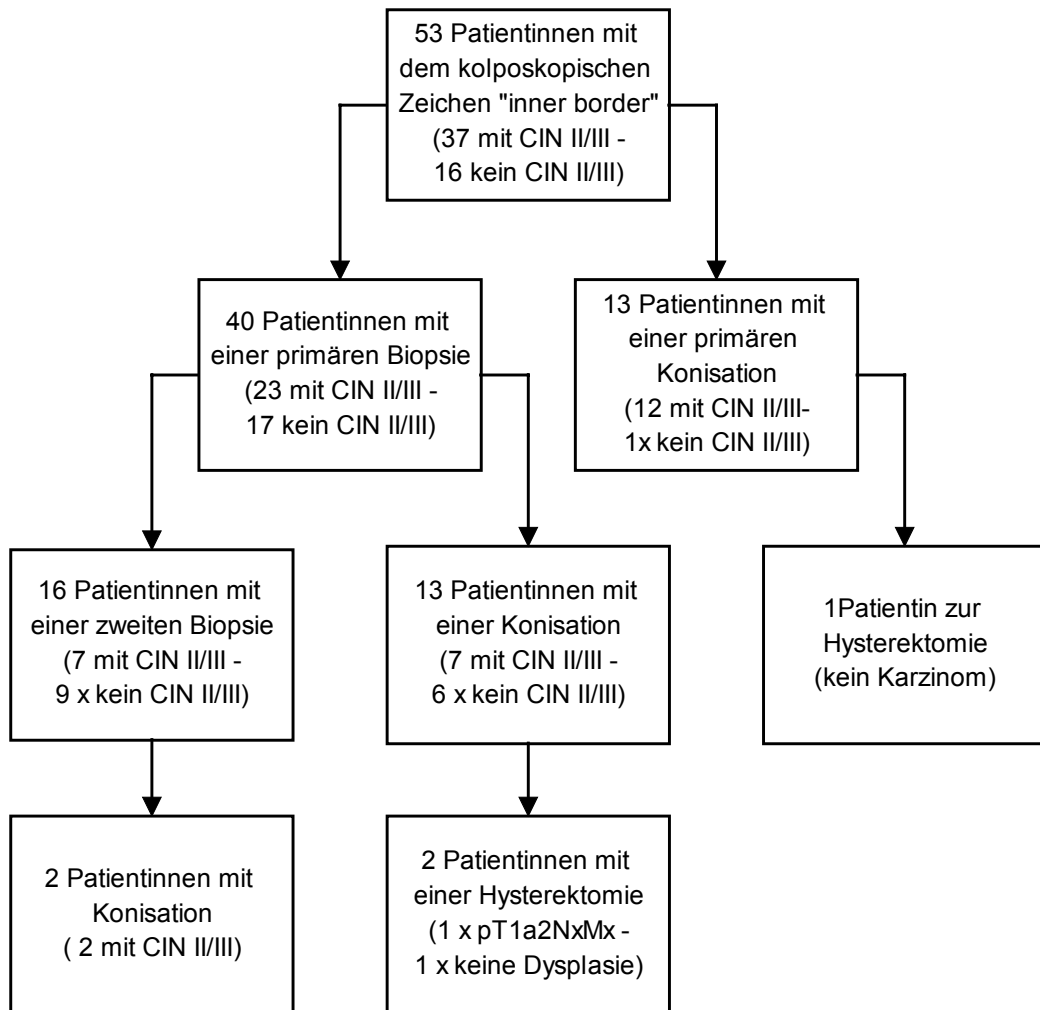 53 Patientinnen mit
dem kolposkopischen
Zeichen "inner border"
(37 mit CIN II/III -
16 kein CIN II/III)
40 Patientinnen mit
einer primären Biopsie
(23 mit CIN II/III -
17 kein CIN II/III)
13 Patientinnen mit
einer primären
Konisation
(12 mit CIN II/III-
1x kein CIN II/III)
16 Patientinnen mit
einer zweiten Biopsie
(7 mit CIN II/III -
9 x kein CIN II/III)
13 Patientinnen mit
einer Konisation
(7 mit CIN II/III -
6 x kein CIN II/III)
1Patientin zur
Hysterektomie
(kein Karzinom)
2 Patientinnen mit
Konisation
( 2 mit CIN II/III)
2 Patientinnen mit
einer Hysterektomie
(1 x pT1a2NxMx -
1 x keine Dysplasie)